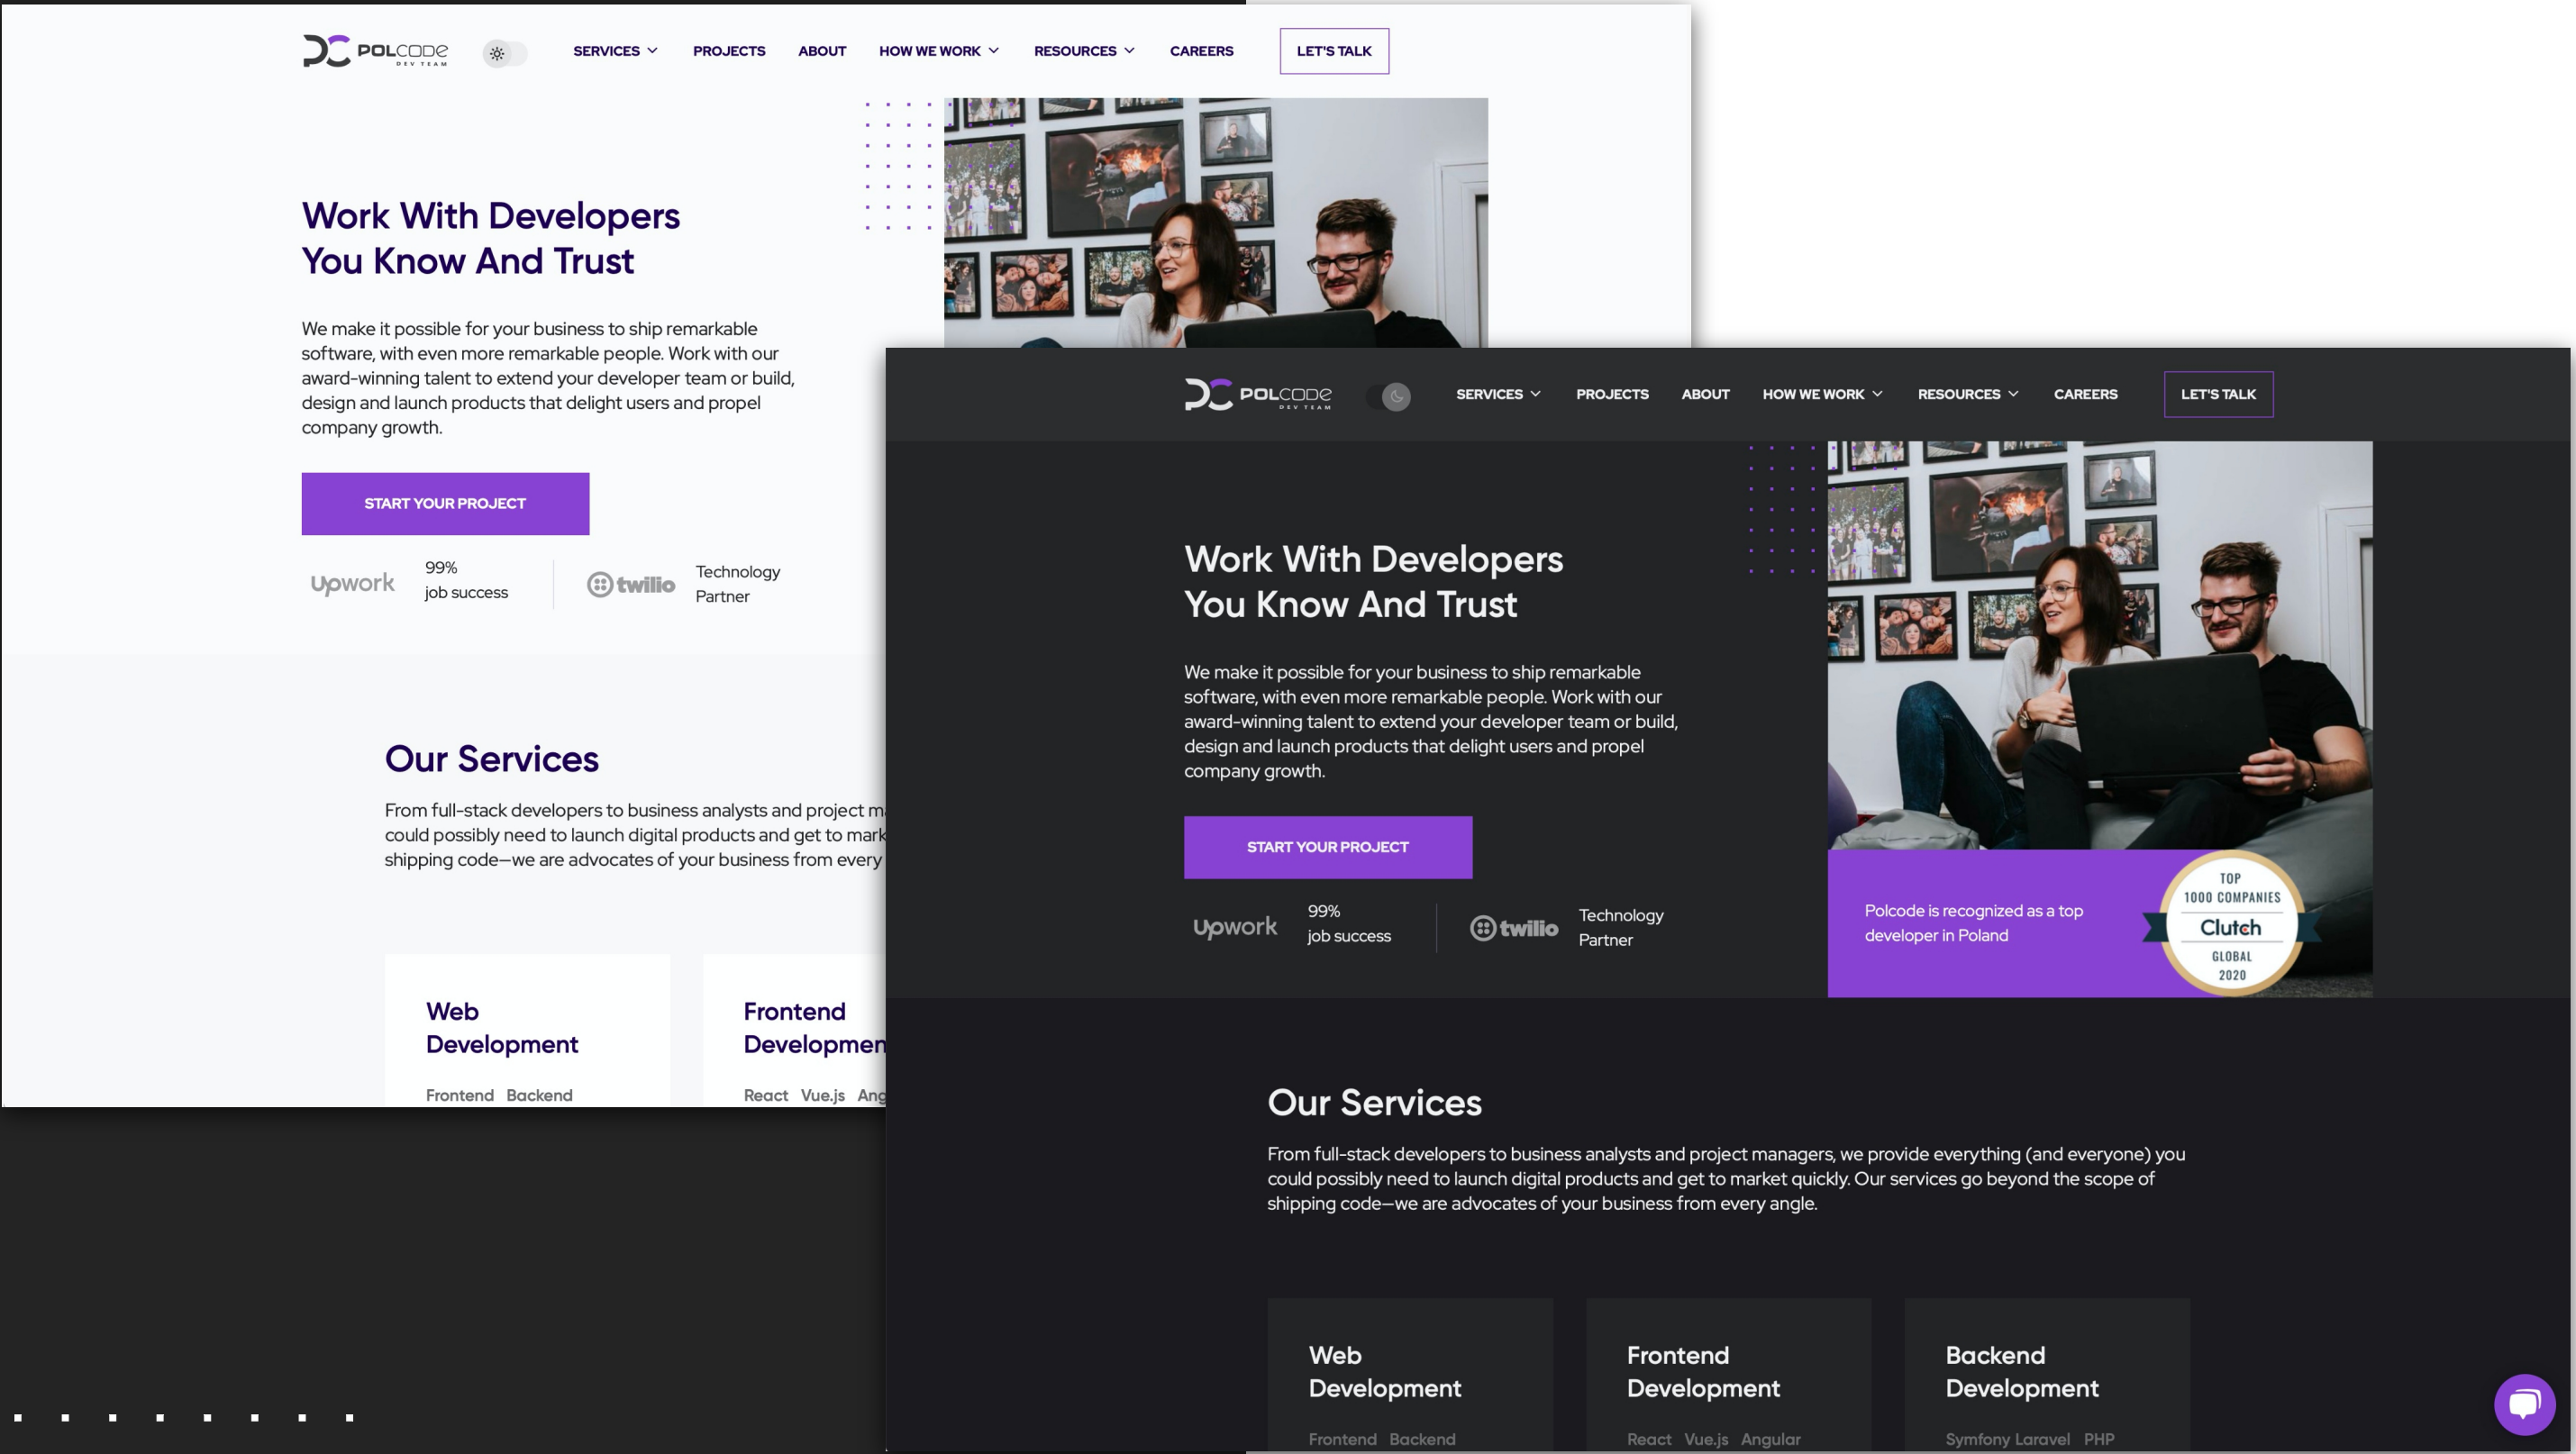 POLCODE
DEV TEAM
SERVICES
PROJECTS
ABOUT
HOW WE WORK
RESOURCES
CAREERS
LET'S TALK
Work With Developers
You Know And Trust
We make it possible for your business to ship remarkable
software, with even more remarkable people. Work with our
award-winning talent to extend your developer team or build,
design and launch products that delight users and propel
company growth.
START YOUR PROJECT
Upwork
99%
job success
twilio
Technology
Partner
Our Services
From full-stack developers to business analysts and project m
could possibly need to launch digital products and get to mark
shipping code—we are advocates of your business from every
Web
Development
Frontend Backend
Frontend
Developmen
React Vue.js Ang
POLCODE
DEV TEAM
SERVICES
PROJECTS
ABOUT
HOW WE WORK
RESOURCES
CAREERS
LET'S TALK
Work With Developers
You Know And Trust
We make it possible for your business to ship remarkable
software, with even more remarkable people. Work with our
award-winning talent to extend your developer team or build,
design and launch products that delight users and propel
company growth.
START YOUR PROJECT
Upwork
99%
job success
twilio
Technology
Partner
Polcode is recognized as a top
developer in Poland
TOP
1000 COMPANIES
Clutch
GLOBAL
2020
Our Services
From full-stack developers to business analysts and project managers, we provide everything (and everyone) you
could possibly need to launch digital products and get to market quickly. Our services go beyond the scope of
shipping code—we are advocates of your business from every angle.
Web
Development
Frontend Backend
Frontend
Development
React Vue.js Angular
Backend
Development
Symfony Laravel PHP